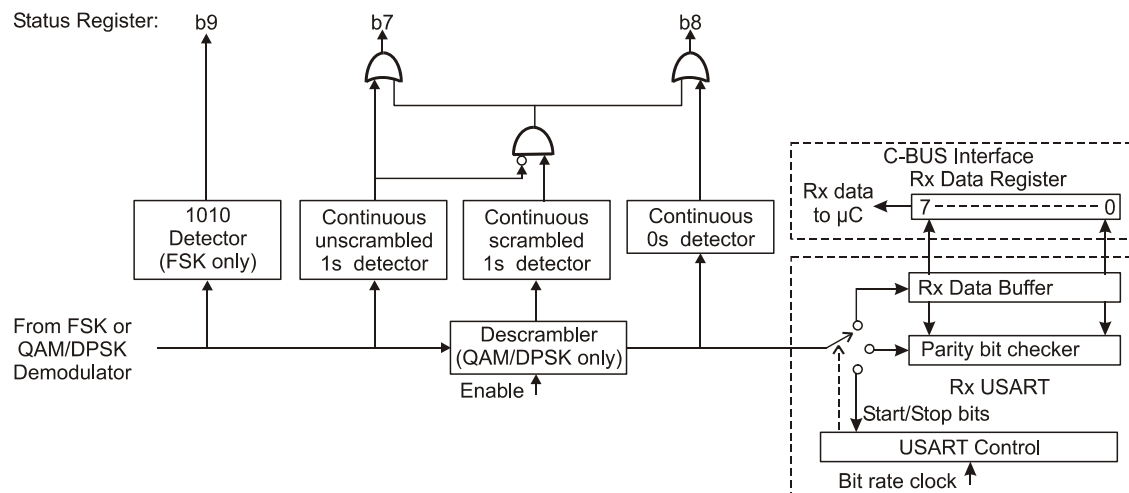 Status Register:
b9
b7
b8
C-BUS Interface
Rx Data Register
Rx data
to µC
7
0
1010
Detector
(FSK only)
Continuous
unscrambled
1s detector
Continuous
scrambled
1s detector
Continuous
0s detector
Rx Data Buffer
From FSK or
QAM/DPSK
Demodulator
Descrambler
(QAM/DPSK only)
Enable
Parity bit checker
Rx USART
Start/Stop bits
USART Control
Bit rate clock